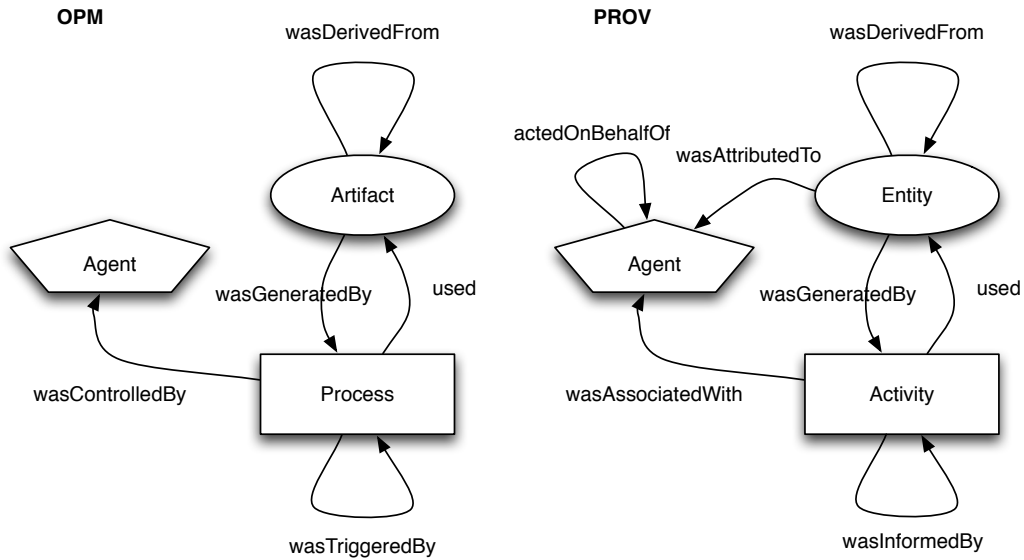 OPM
wasDerivedFrom
Artifact
Agent
wasGeneratedBy
used
wasControlledBy
Process
wasTriggeredBy
PROV
wasDerivedFrom
actedOnBehalfOf
wasAttributedTo
Entity
Agent
wasGeneratedBy
used
wasAssociatedWith
Activity
wasInformedBy